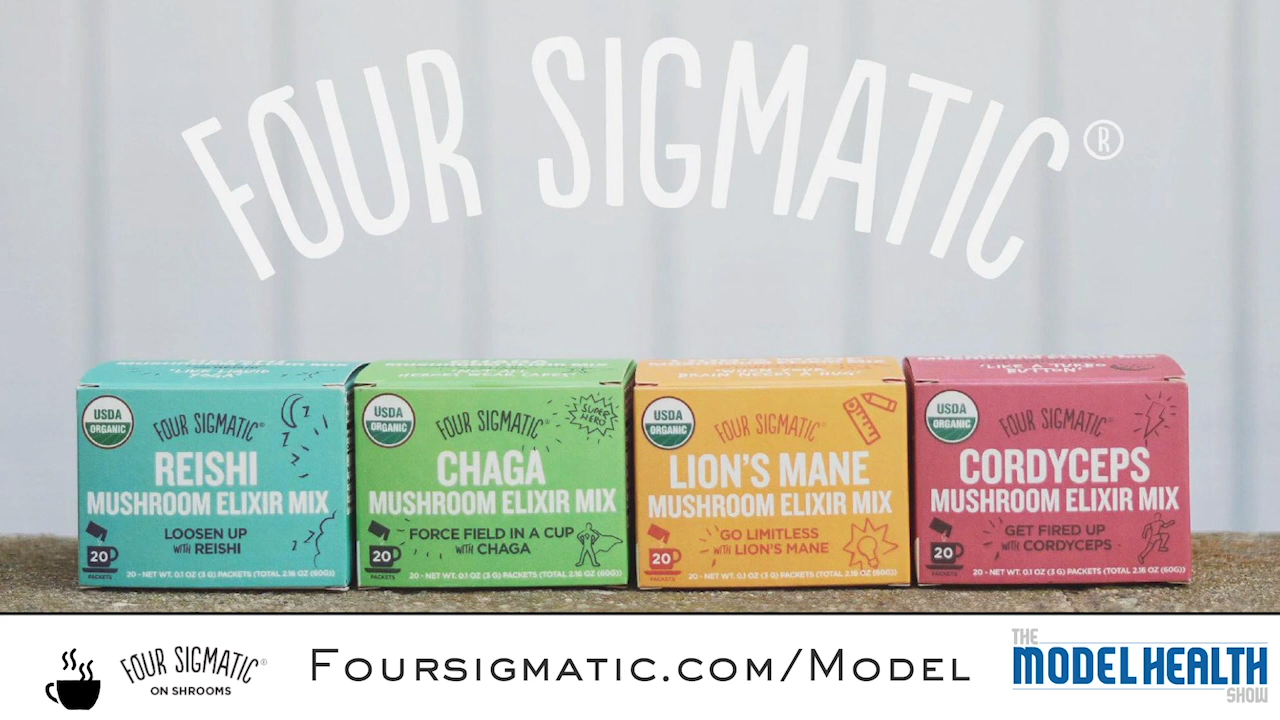 FOUR SIGMATIC®
USDA
ORGANIC
FOUR SIGMATIC®
REISHI
MUSHROOM ELIXIR MIX
LOOSEN UP
WITH REISHI
20
PACKETS
20 - NET WT. 0.1 OZ (3 G) PACKETS (TOTAL 2.16 OZ (60G))
USDA
ORGANIC
FOUR SIGMATIC®
SUPER
HERO
CHAGA
MUSHROOM ELIXIR MIX
FORCE FIELD IN A CUP
WITH CHAGA
20
PACKETS
20 - NET WT. 0.1 OZ (3 G) PACKETS (TOTAL 2.16 OZ (60G))
USDA
ORGANIC
FOUR SIGMATIC®
LION'S MANE
MUSHROOM ELIXIR MIX
GO LIMITLESS
WITH LION'S MANE
20
PACKETS
20 - NET WT. 0.1 OZ (3 G) PACKETS (TOTAL 2.16 OZ (60G))
"LIKE A TURBO
BUTTON"
USDA
ORGANIC
FOUR SIGMATIC®
CORDYCEPS
MUSHROOM ELIXIR MIX
GET FIRED UP
WITH CORDYCEPS
20
PACKETS
20 - NET WT. 0.1 OZ (3 G) PACKETS (TOTAL 2.16 OZ (60G))
FOUR SIGMATIC®
ON SHROOMS
FOURSIGMATIC.COM/MODEL
THE
MODEL HEALTH
SHOW